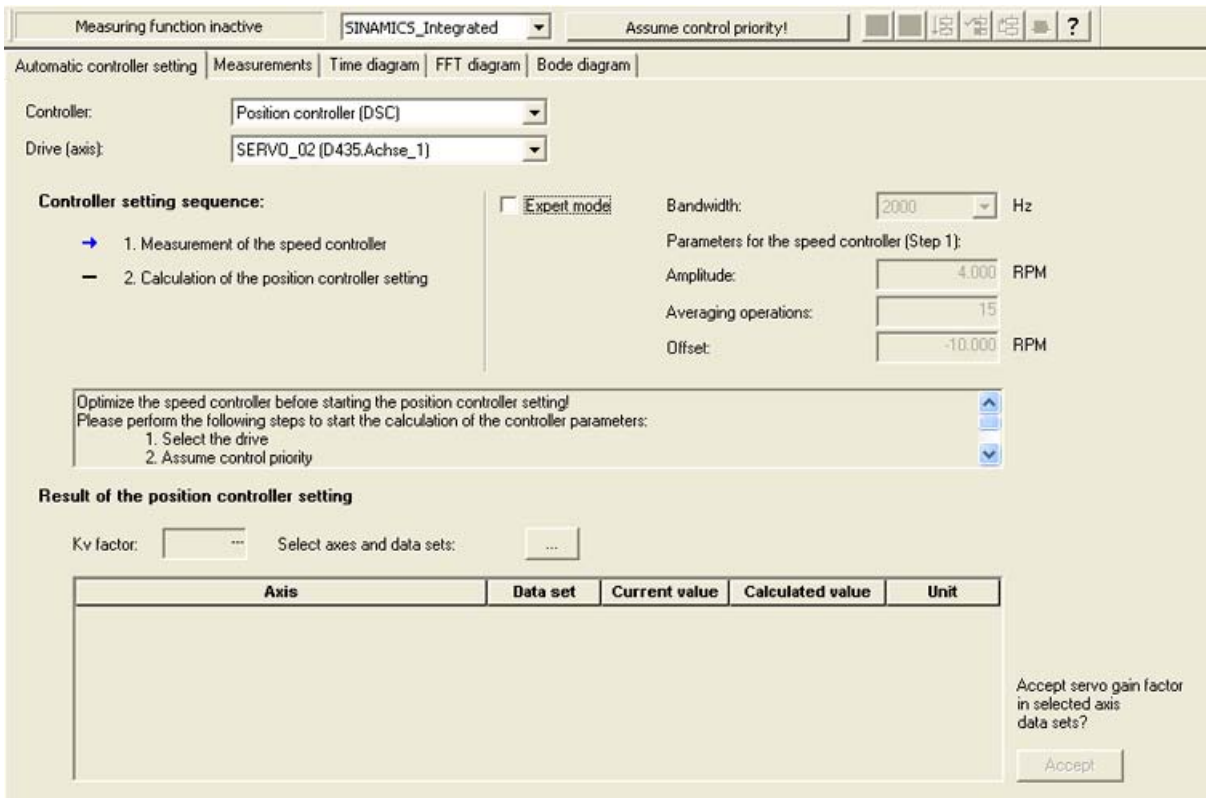 Measuring function inactive SINAMICS_Integrated Assume control priority! ?
Automatic controller setting Measurements Time diagram FFT diagram Bode diagram
Controller: Position controller (DSC)
Drive (axis): SERVO_02 (D435.Achse_1)
Controller setting sequence: Expert mode Bandwidth: 2000 Hz
1. Measurement of the speed controller Parameters for the speed controller (Step 1):
2. Calculation of the position controller setting Amplitude: 4.000 RPM
Averaging operations: 15
Offset: -10.000 RPM
Optimize the speed controller before starting the position controller setting!
Please perform the following steps to start the calculation of the controller parameters:
1. Select the drive
2. Assume control priority
Result of the position controller setting
Kv factor: --- Select axes and data sets: ...
Axis Data set Current value Calculated value Unit
Accept servo gain factor
in selected axis
data sets?
Accept